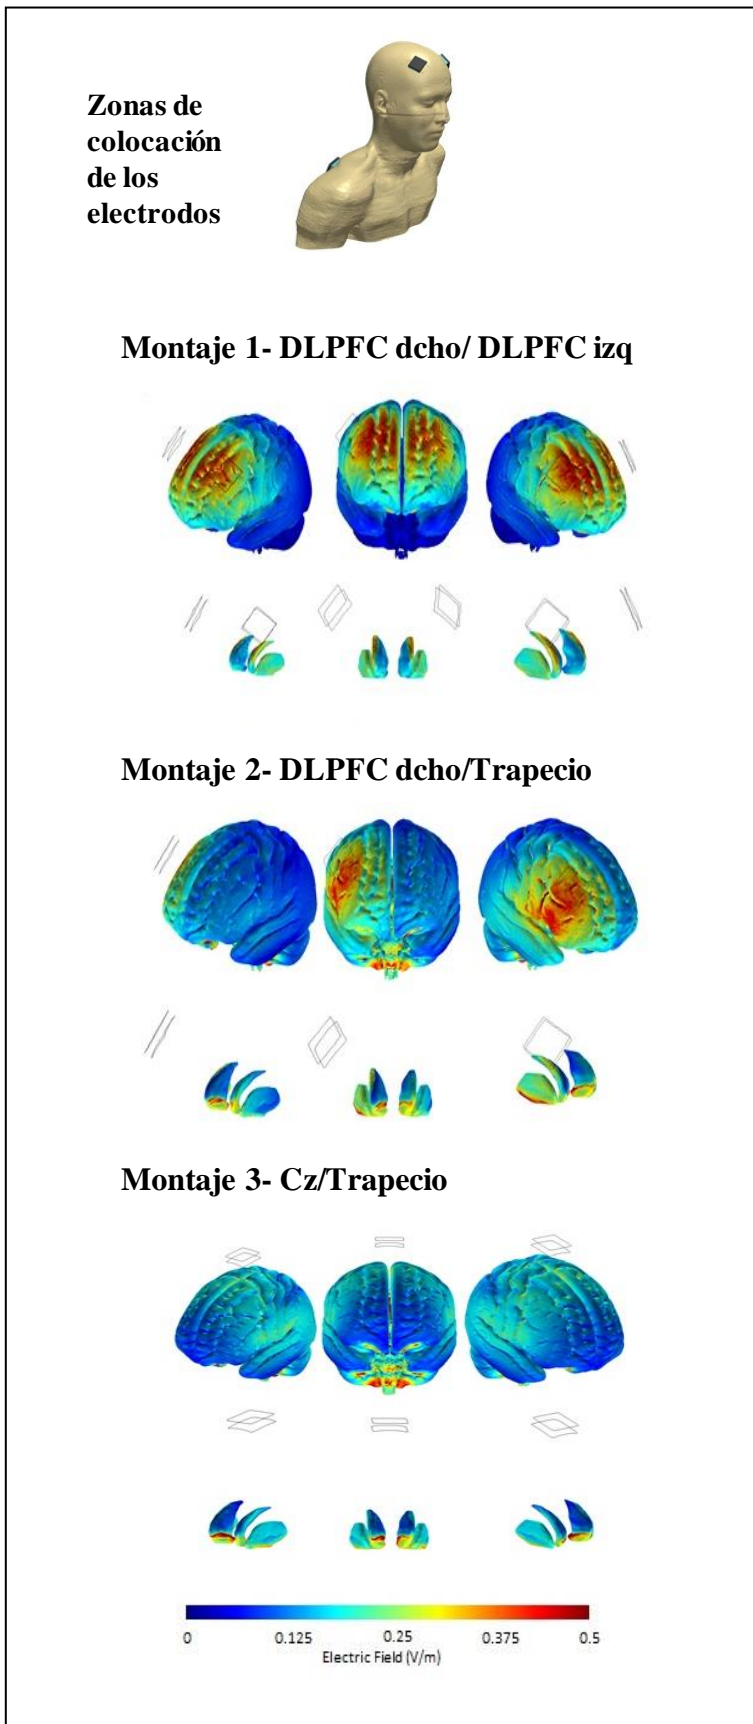 Zonas de
colocación
de los
electrodos
Montaje 1- DLPFC dcho/ DLPFC izq
Montaje 2- DLPFC dcho/Trapecio
Montaje 3- Cz/Trapecio
0 0.125 0.25 0.375 0.5
Electric Field (V/m)